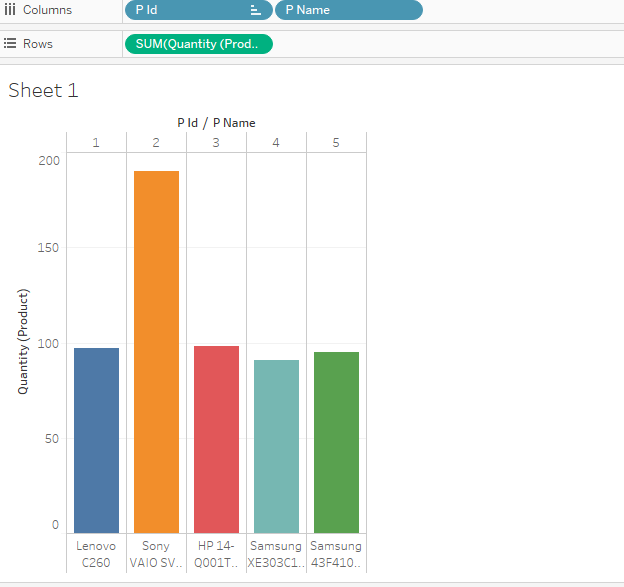 Columns
P Id
P Name
Rows
SUM(Quantity (Prod..
Sheet 1
P Id / P Name
1 2 3 4 5
200
150
100
50
0
Quantity (Product)
Lenovo C260
Sony VAIO SV..
HP 14-Q001T..
Samsung XE303C1..
Samsung 43F410..